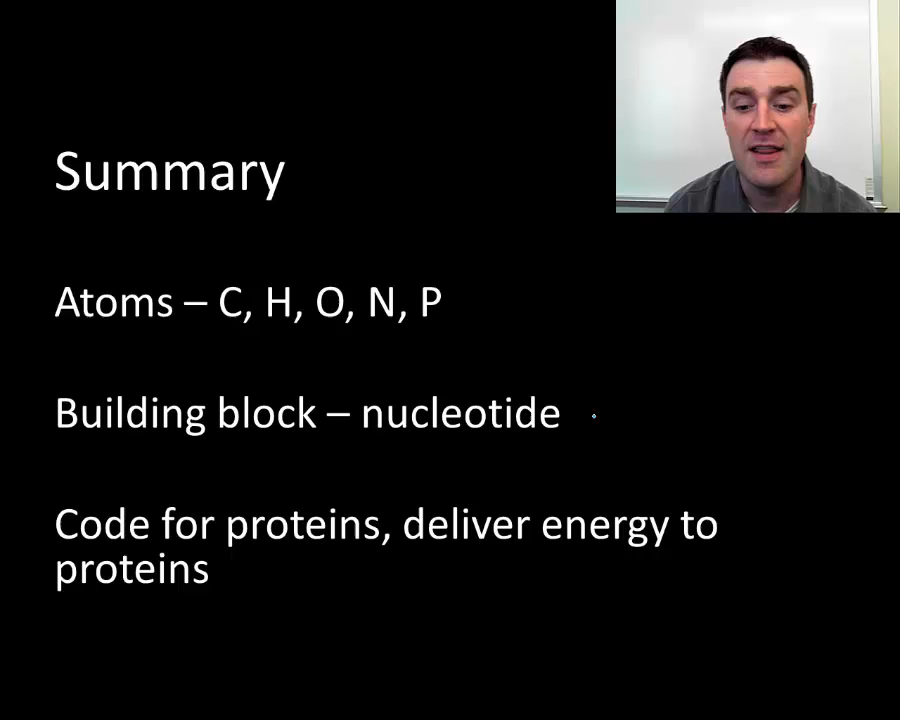 Summary
Atoms – C, H, O, N, P
Building block – nucleotide
Code for proteins, deliver energy to
proteins